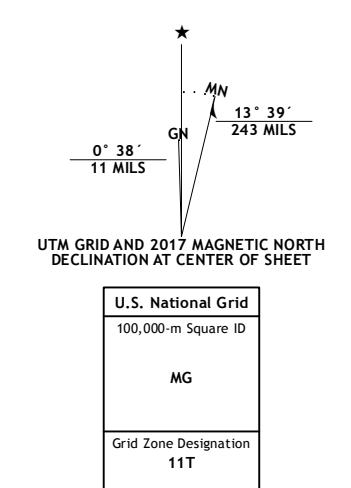 ★
MN
GN
13° 39´
243 MILS
0° 38´
11 MILS
UTM GRID AND 2017 MAGNETIC NORTH
DECLINATION AT CENTER OF SHEET
U.S. National Grid
100,000-m Square ID
MG
Grid Zone Designation
11T